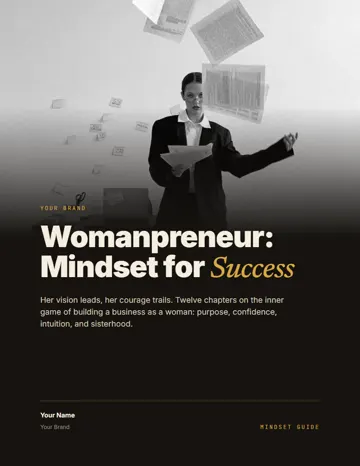 YOUR BRAND
Womanpreneur:
Mindset for Success
Her vision leads, her courage trails. Twelve chapters on the inner
game of building a business as a woman: purpose, confidence,
intuition, and sisterhood.
Your Name
Your Brand
MINDSET GUIDE